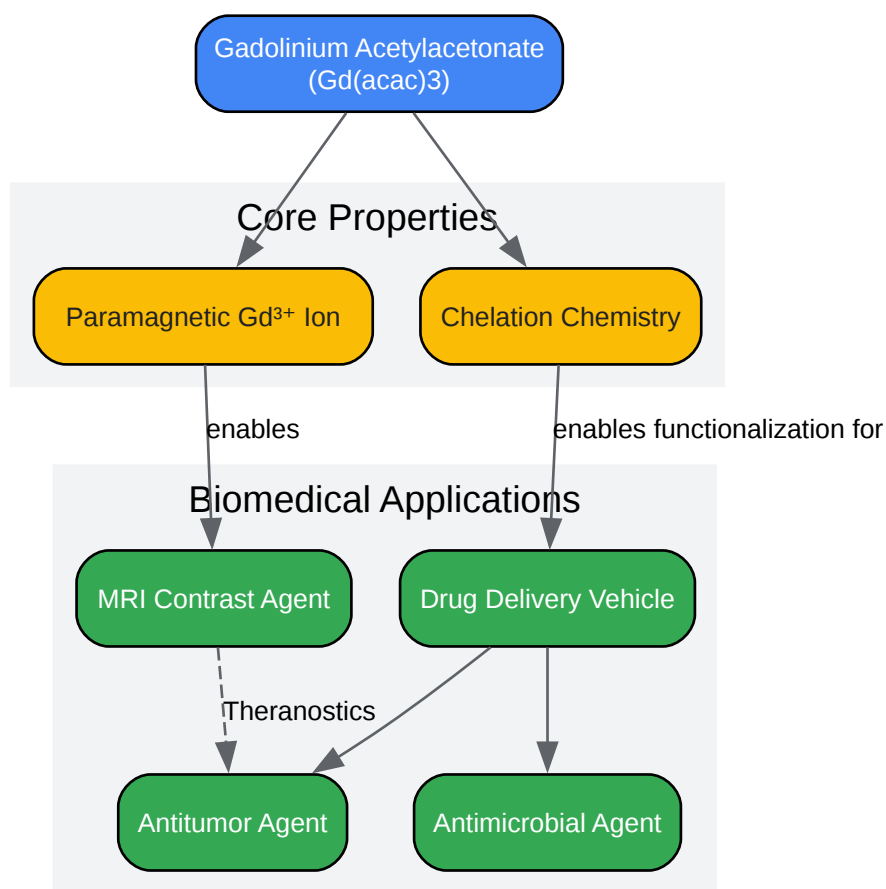 Gadolinium Acetylacetonate
(Gd(acac)3)
Core Properties
Paramagnetic Gd³⁺ Ion
Chelation Chemistry
enables
enables functionalization for
Biomedical Applications
MRI Contrast Agent
Drug Delivery Vehicle
Theranostics
Antitumor Agent
Antimicrobial Agent